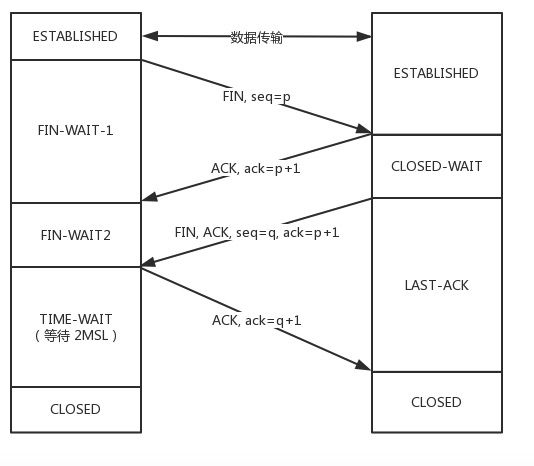 ESTABLISHED
数据传输
ESTABLISHED
FIN, seq=p
FIN-WAIT-1
ACK, ack=p+1
CLOSED-WAIT
FIN-WAIT2
FIN, ACK, seq=q, ack=p+1
LAST-ACK
TIME-WAIT
（等待 2MSL）
ACK, ack=q+1
CLOSED
CLOSED